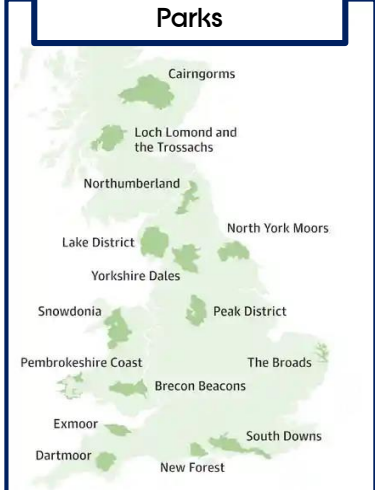 Parks
Cairngorms
Loch Lomond and
the Trossachs
Northumberland
North York Moors
Lake District
Yorkshire Dales
Snowdonia
Peak District
Pembrokeshire Coast
The Broads
Brecon Beacons
Exmoor
South Downs
Dartmoor
New Forest